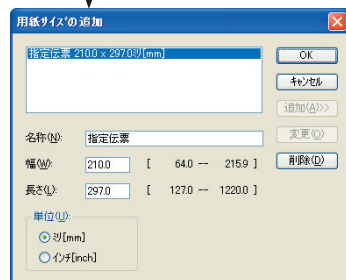 用紙ｻｲｽﾞの追加
指定伝票 210.0 x 297.0ﾐﾘ[mm]
OK
ｷｬﾝｾﾙ
追加(A)>>
名称(N): 指定伝票
変更(O)
幅(W): 210.0 [ 64.0 -- 215.9 ]
削除(D)
長さ(L): 297.0 [ 127.0 -- 1220.0 ]
単位(U):
ﾐﾘ[mm]
ｲﾝﾁ[inch]